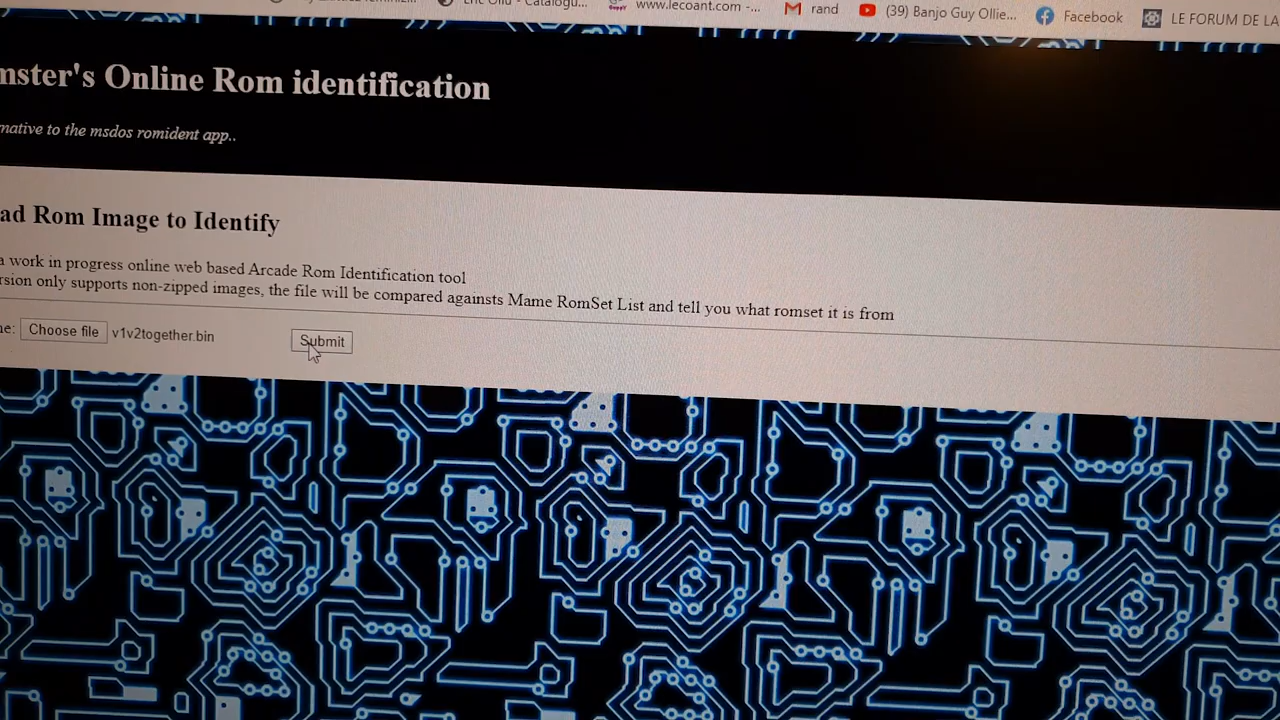 www.lecoant.com -... rand (39) Banjo Guy Ollie... Facebook LE FORUM DE LA
mster's Online Rom identification
native to the msdos romident app..
ad Rom Image to Identify
a work in progress online web based Arcade Rom Identification tool
rsion only supports non-zipped images, the file will be compared againsts Mame RomSet List and tell you what romset it is from
ne: Choose file v1v2together.bin Submit